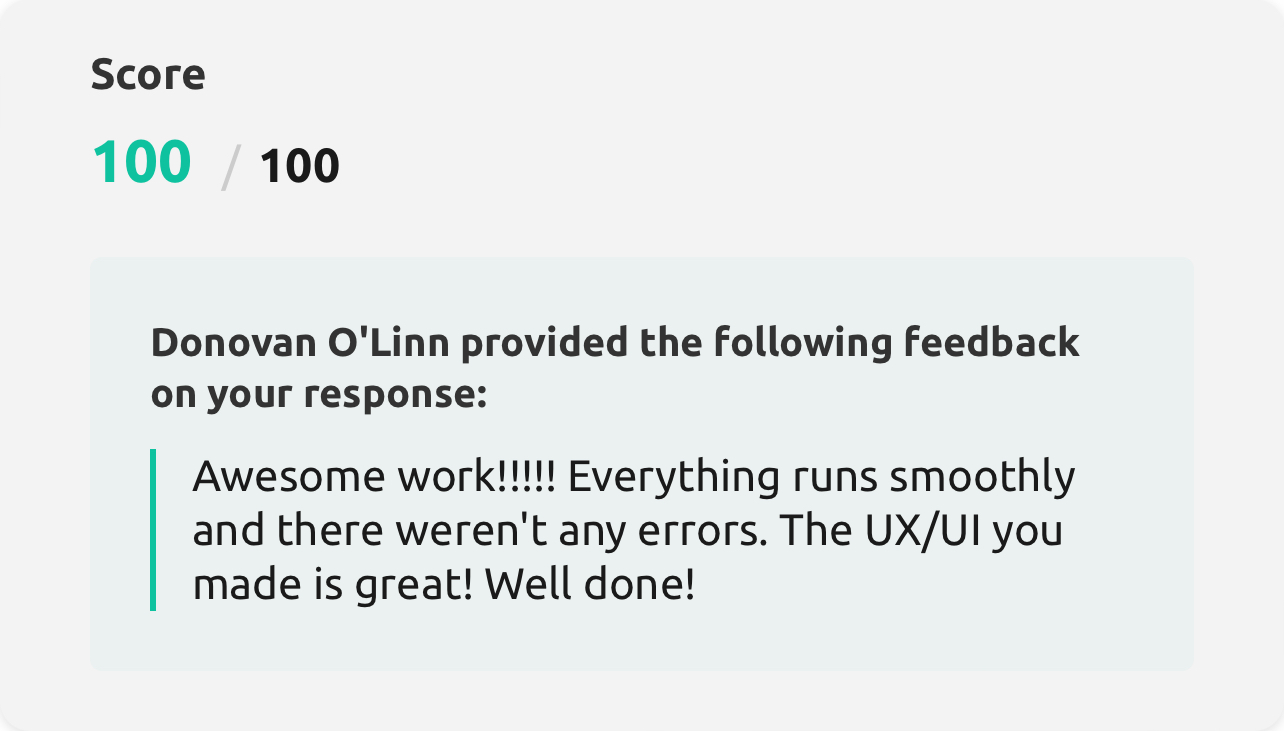 Score
100 / 100
Donovan O'Linn provided the following feedback
on your response:
Awesome work!!!!! Everything runs smoothly
and there weren't any errors. The UX/UI you
made is great! Well done!